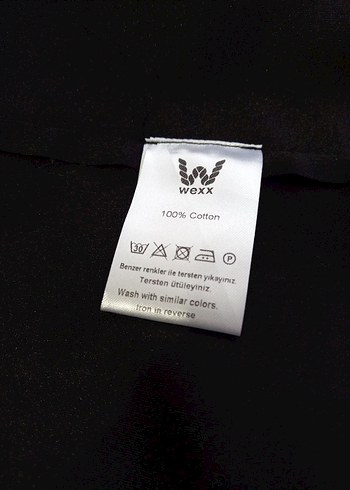 wexx
100% Cotton
30 P
Benzer renkler ile tersten yıkayınız.
Tersten ütüleyiniz.
Wash with similar colors.
Iron in reverse